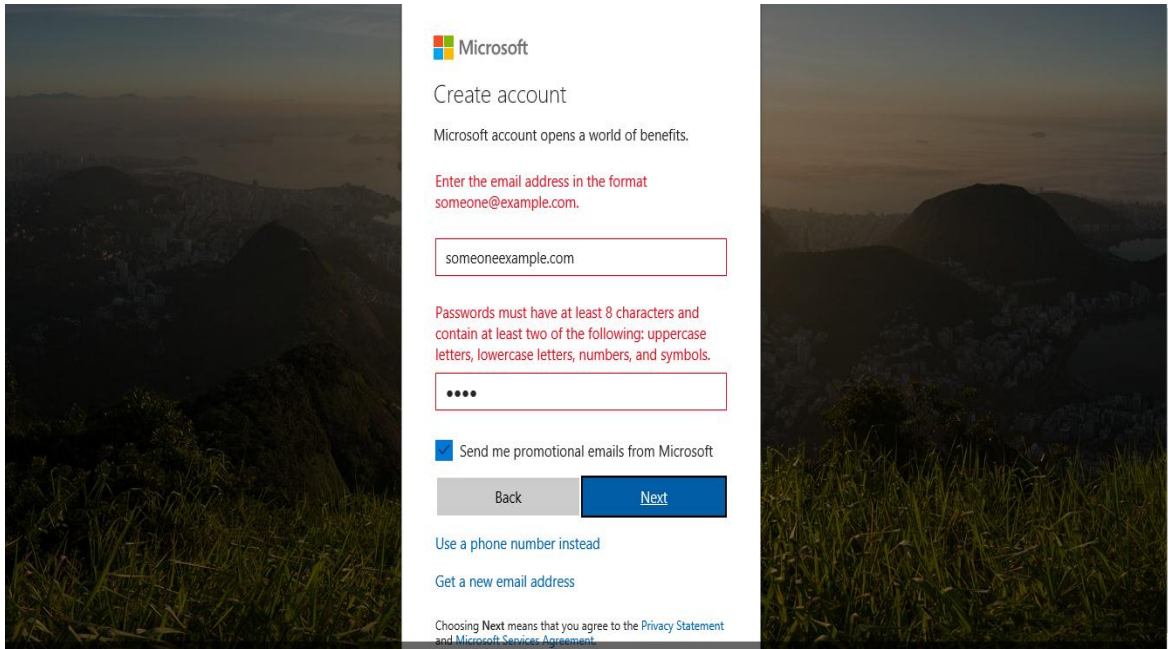 Microsoft
Create account
Microsoft account opens a world of benefits.
Enter the email address in the format
someone@example.com.
someoneexample.com
Passwords must have at least 8 characters and
contain at least two of the following: uppercase
letters, lowercase letters, numbers, and symbols.
••••
Send me promotional emails from Microsoft
Back Next
Use a phone number instead
Get a new email address
Choosing Next means that you agree to the Privacy Statement
and Microsoft Services Agreement.